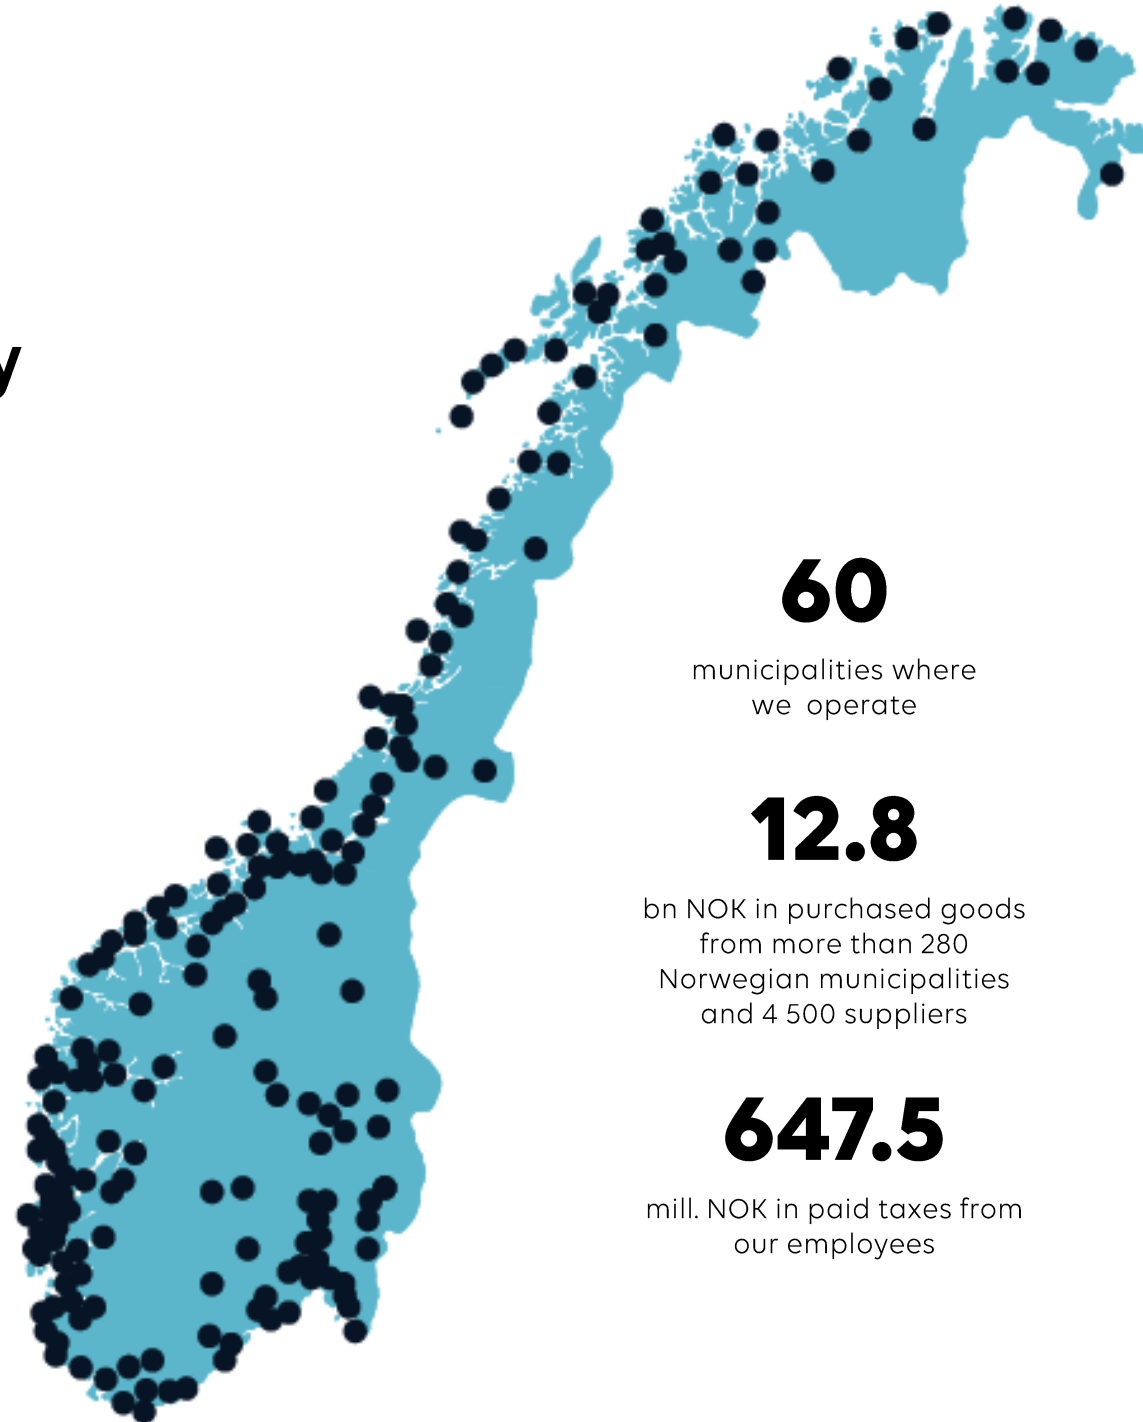 y
60
municipalities where
we operate
12.8
bn NOK in purchased goods
from more than 280
Norwegian municipalities
and 4 500 suppliers
647.5
mill. NOK in paid taxes from
our employees